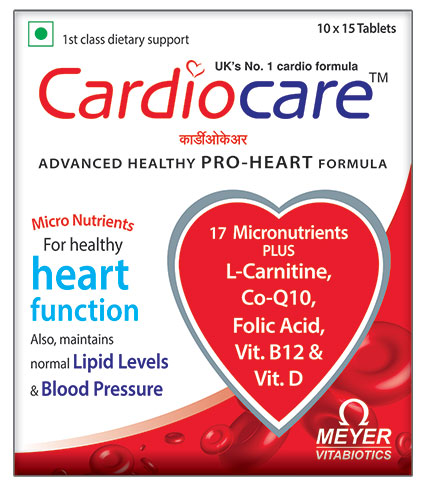 10 x 15 Tablets
1st class dietary support
UK's No. 1 cardio formula
Cardiocare™
कार्डीओकेअर
ADVANCED HEALTHY PRO-HEART FORMULA
Micro Nutrients
For healthy
heart
function
Also, maintains
normal Lipid Levels
& Blood Pressure
17 Micronutrients
PLUS
L-Carnitine,
Co-Q10,
Folic Acid,
Vit. B12 &
Vit. D
MEYER
VITABIOTICS